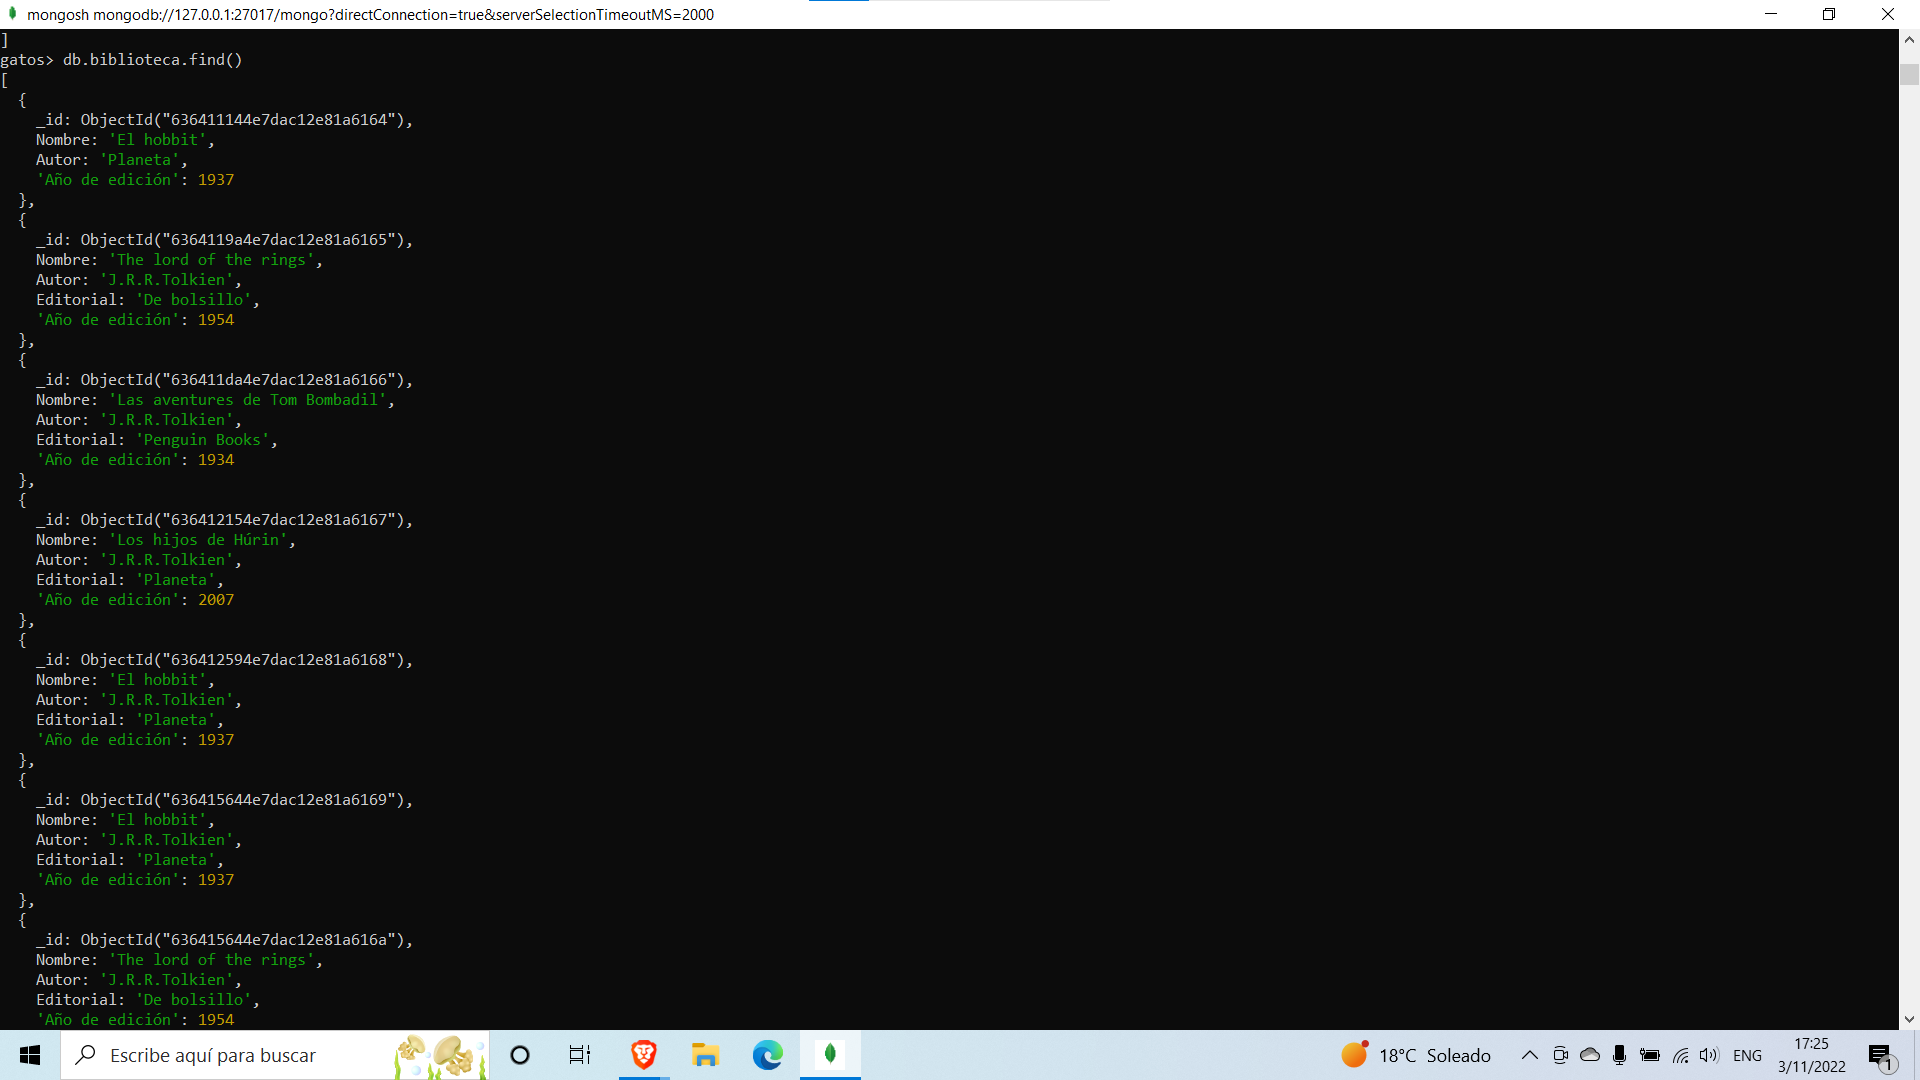 mongosh mongodb://127.0.0.1:27017/mongo?directConnection=true&serverSelectionTimeoutMS=2000
]
gatos> db.biblioteca.find()
[
  {
    _id: ObjectId("636411144e7dac12e81a6164"),
    Nombre: 'El hobbit',
    Autor: 'Planeta',
    'Año de edición': 1937
  },
  {
    _id: ObjectId("6364119a4e7dac12e81a6165"),
    Nombre: 'The lord of the rings',
    Autor: 'J.R.R.Tolkien',
    Editorial: 'De bolsillo',
    'Año de edición': 1954
  },
  {
    _id: ObjectId("636411da4e7dac12e81a6166"),
    Nombre: 'Las aventures de Tom Bombadil',
    Autor: 'J.R.R.Tolkien',
    Editorial: 'Penguin Books',
    'Año de edición': 1934
  },
  {
    _id: ObjectId("636412154e7dac12e81a6167"),
    Nombre: 'Los hijos de Húrin',
    Autor: 'J.R.R.Tolkien',
    Editorial: 'Planeta',
    'Año de edición': 2007
  },
  {
    _id: ObjectId("636412594e7dac12e81a6168"),
    Nombre: 'El hobbit',
    Autor: 'J.R.R.Tolkien',
    Editorial: 'Planeta',
    'Año de edición': 1937
  },
  {
    _id: ObjectId("636415644e7dac12e81a6169"),
    Nombre: 'El hobbit',
    Autor: 'J.R.R.Tolkien',
    Editorial: 'Planeta',
    'Año de edición': 1937
  },
  {
    _id: ObjectId("636415644e7dac12e81a616a"),
    Nombre: 'The lord of the rings',
    Autor: 'J.R.R.Tolkien',
    Editorial: 'De bolsillo',
    'Año de edición': 1954
Escribe aquí para buscar
18°C Soleado
ENG
17:25
3/11/2022
1